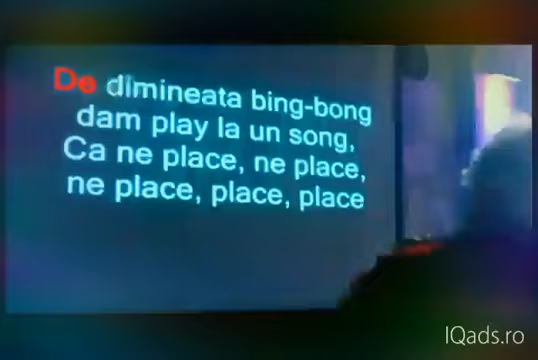 De dimineata bing-bong
dam play la un song,
Ca ne place, ne place,
ne place, place, place
IQads.ro